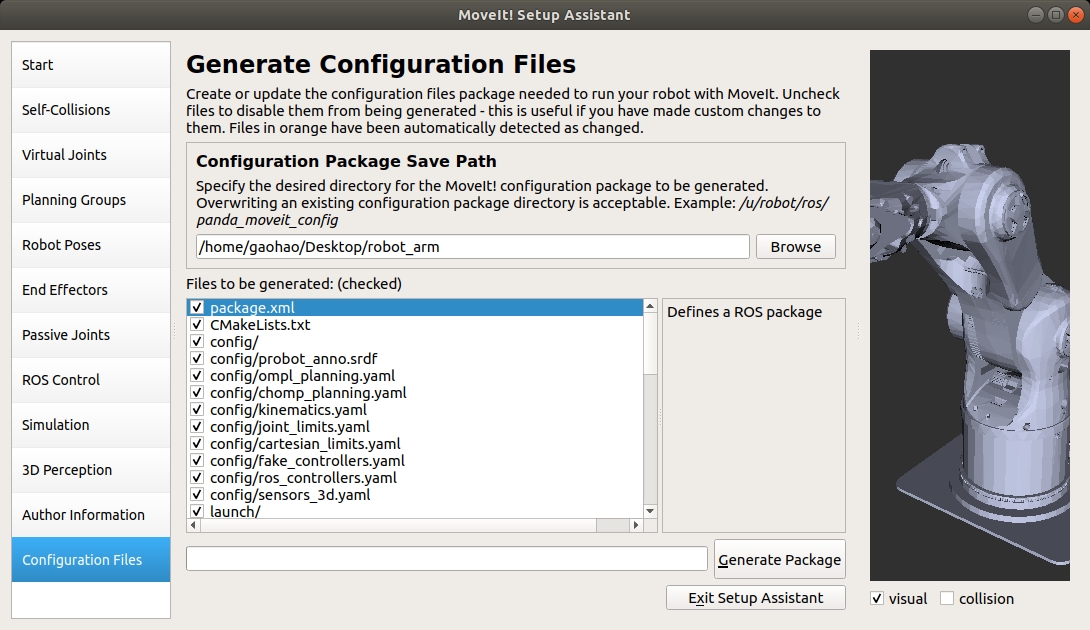 MoveIt! Setup Assistant
Start
Self-Collisions
Virtual Joints
Planning Groups
Robot Poses
End Effectors
Passive Joints
ROS Control
Simulation
3D Perception
Author Information
Configuration Files
Generate Configuration Files
Create or update the configuration files package needed to run your robot with MoveIt. Uncheck
files to disable them from being generated - this is useful if you have made custom changes to
them. Files in orange have been automatically detected as changed.
Configuration Package Save Path
Specify the desired directory for the MoveIt! configuration package to be generated.
Overwriting an existing configuration package directory is acceptable. Example: /u/robot/ros/
panda_moveit_config
/home/gaohao/Desktop/robot_arm
Browse
Files to be generated: (checked)
package.xml
CMakeLists.txt
config/
config/probot_anno.srdf
config/ompl_planning.yaml
config/chomp_planning.yaml
config/kinematics.yaml
config/joint_limits.yaml
config/cartesian_limits.yaml
config/fake_controllers.yaml
config/ros_controllers.yaml
config/sensors_3d.yaml
launch/
Defines a ROS package
Generate Package
Exit Setup Assistant
visual
collision